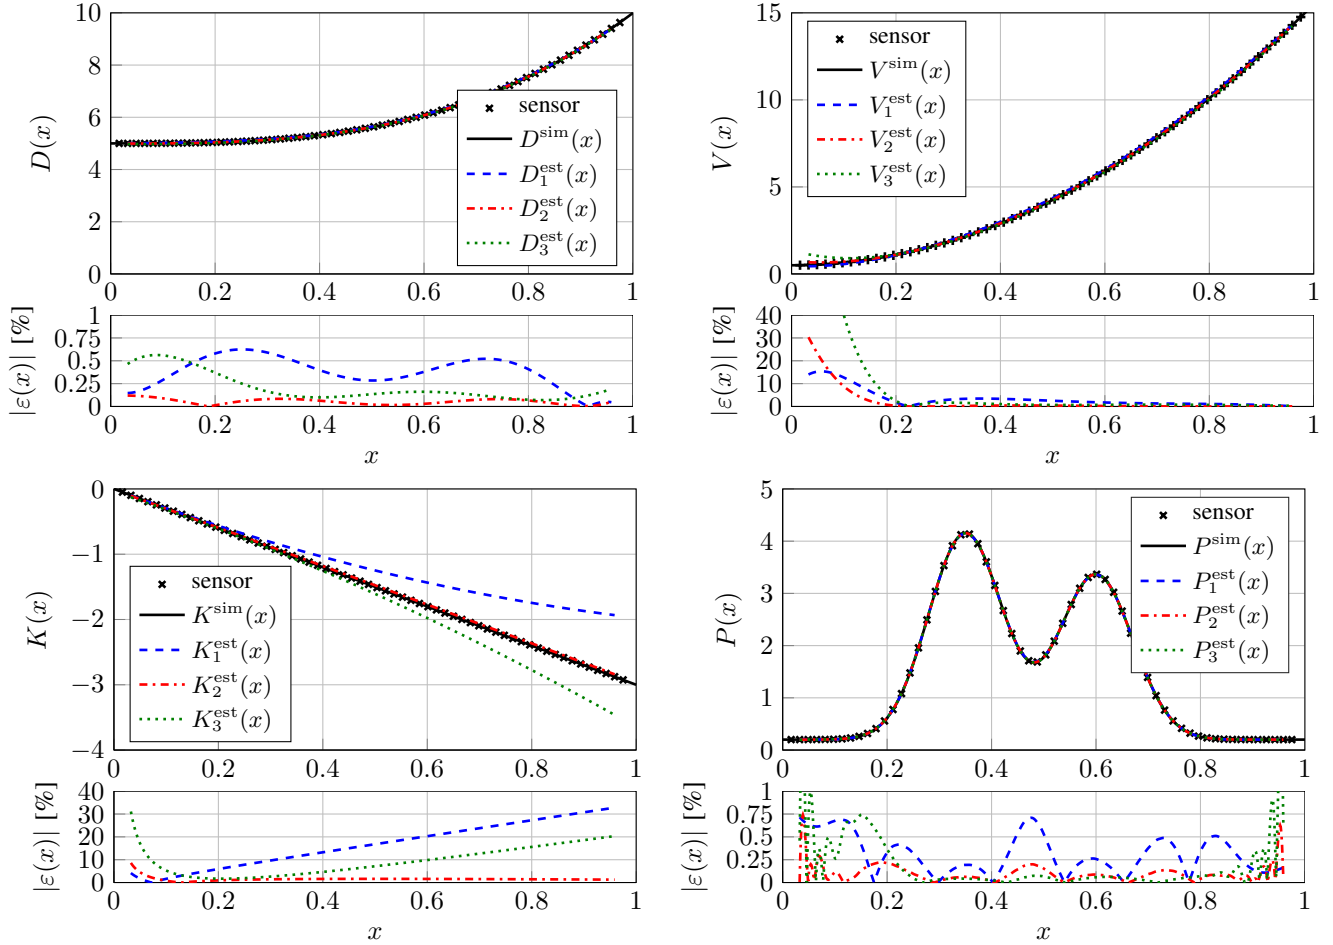 10
8
6
4
2
0
D(x)
sensor
D^sim(x)
D_1^est(x)
D_2^est(x)
D_3^est(x)
0 0.2 0.4 0.6 0.8 1
15
10
5
0
V(x)
sensor
V^sim(x)
V_1^est(x)
V_2^est(x)
V_3^est(x)
0 0.2 0.4 0.6 0.8 1
1
0.75
0.5
0.25
0
|ε(x)| [%]
0 0.2 0.4 0.6 0.8 1
x
40
30
20
10
0
|ε(x)| [%]
0 0.2 0.4 0.6 0.8 1
x
0
−1
−2
−3
−4
K(x)
sensor
K^sim(x)
K_1^est(x)
K_2^est(x)
K_3^est(x)
0 0.2 0.4 0.6 0.8 1
5
4
3
2
1
0
P(x)
sensor
P^sim(x)
P_1^est(x)
P_2^est(x)
P_3^est(x)
0 0.2 0.4 0.6 0.8 1
40
30
20
10
0
|ε(x)| [%]
0 0.2 0.4 0.6 0.8 1
x
1
0.75
0.5
0.25
0
|ε(x)| [%]
0 0.2 0.4 0.6 0.8 1
x